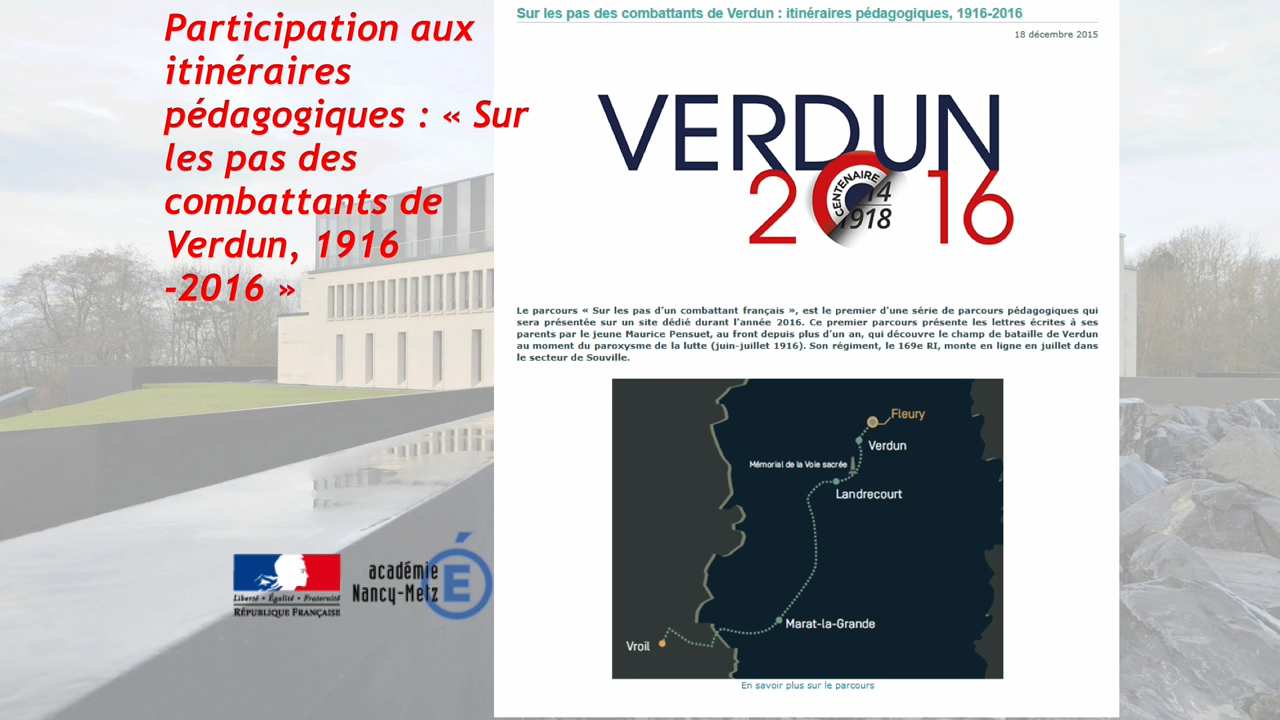 Participation aux
itinéraires
pédagogiques : « Sur
les pas des
combattants de
Verdun, 1916
-2016 »
Liberté • Égalité • Fraternité
RÉPUBLIQUE FRANÇAISE
académie
Nancy-Metz
É
Sur les pas des combattants de Verdun : itinéraires pédagogiques, 1916-2016
18 décembre 2015
VERDUN
2016
CENTENAIRE
14
1918
Le parcours « Sur les pas d’un combattant français », est le premier d'une série de parcours pédagogiques qui
sera présentée sur un site dédié durant l'année 2016. Ce premier parcours présente les lettres écrites à ses
parents par le jeune Maurice Pensuet, au front depuis plus d’un an, qui découvre le champ de bataille de Verdun
au moment du paroxysme de la lutte (juin-juillet 1916). Son régiment, le 169e RI, monte en ligne en juillet dans
le secteur de Souville.
Fleury
Verdun
Mémorial de la Voie sacrée
Landrecourt
Marat-la-Grande
Vroil
En savoir plus sur le parcours